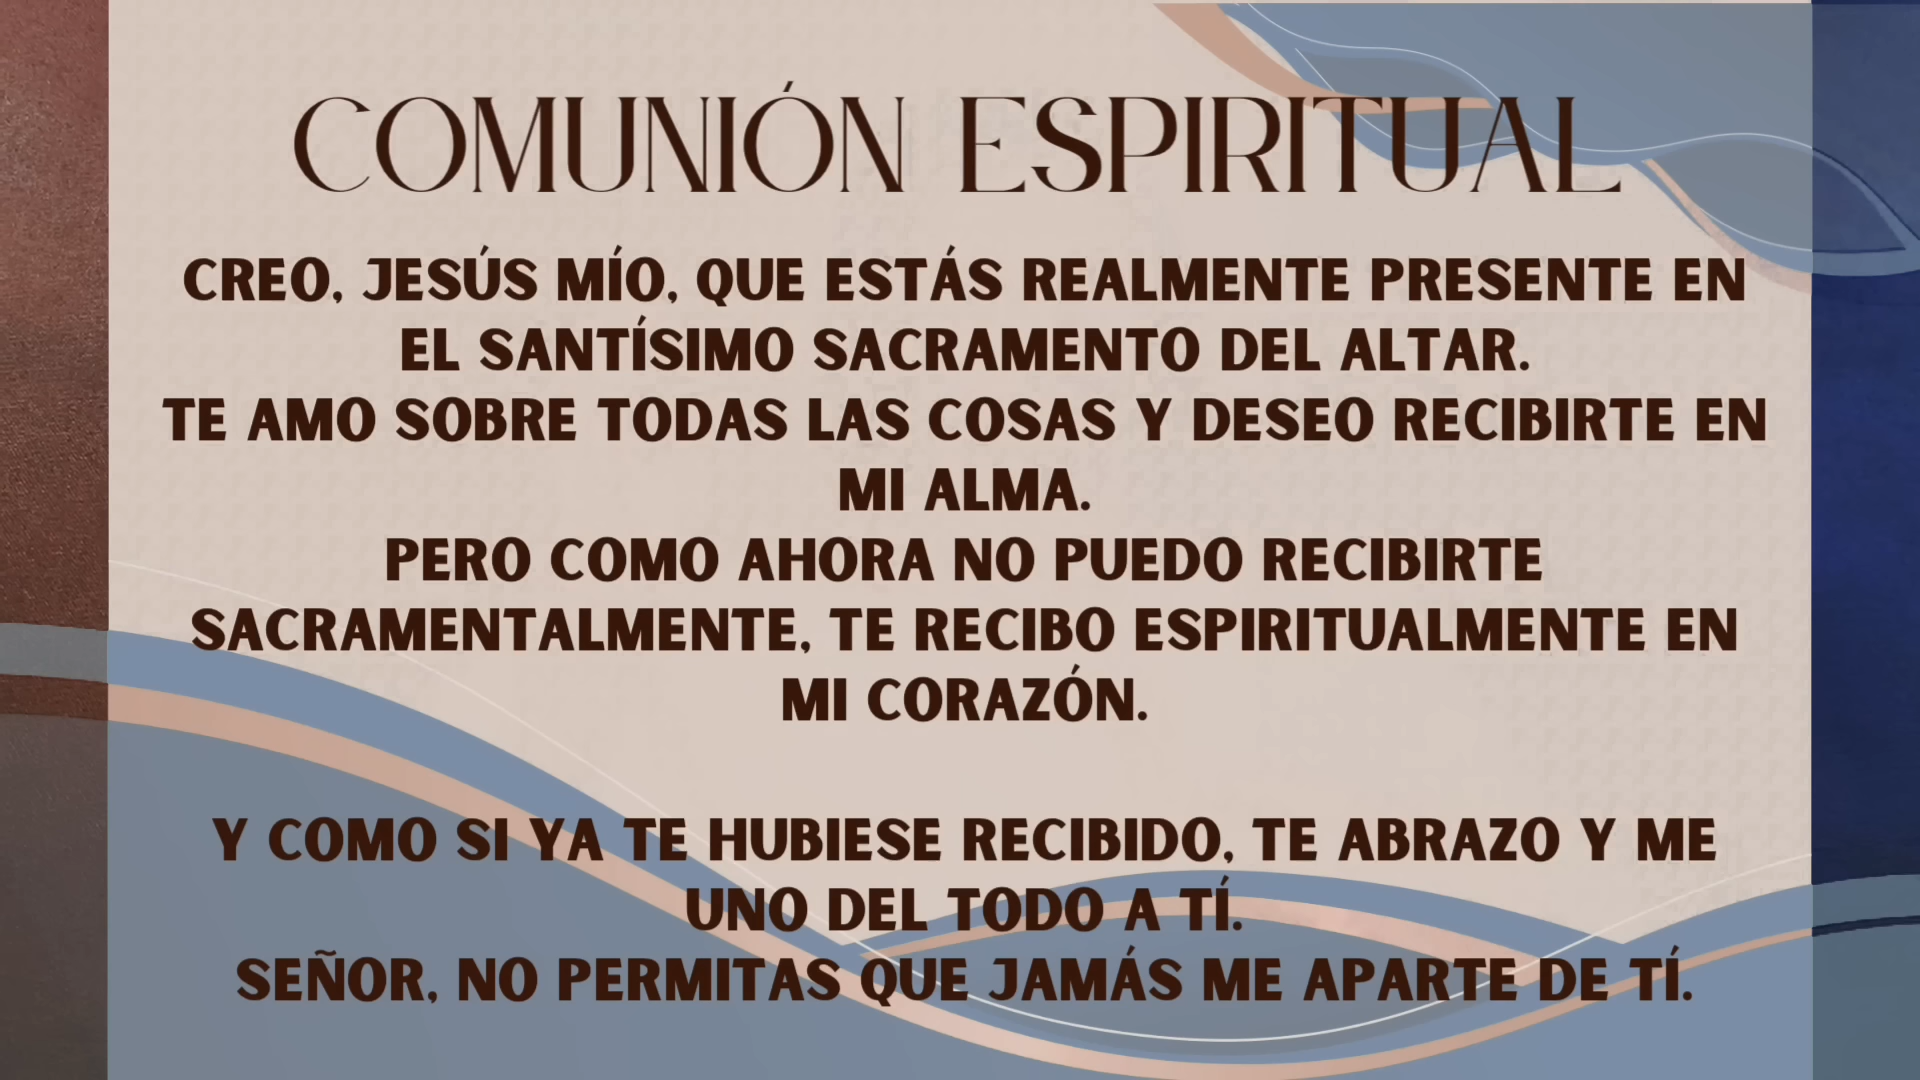 COMUNIÓN ESPIRITUAL
CREO, JESÚS MÍO, QUE ESTÁS REALMENTE PRESENTE EN
EL SANTÍSIMO SACRAMENTO DEL ALTAR.
TE AMO SOBRE TODAS LAS COSAS Y DESEO RECIBIRTE EN
MI ALMA.
PERO COMO AHORA NO PUEDO RECIBIRTE
SACRAMENTALMENTE, TE RECIBO ESPIRITUALMENTE EN
MI CORAZÓN.
Y COMO SI YA TE HUBIESE RECIBIDO, TE ABRAZO Y ME
UNO DEL TODO A TÍ.
SEÑOR, NO PERMITAS QUE JAMÁS ME APARTE DE TÍ.